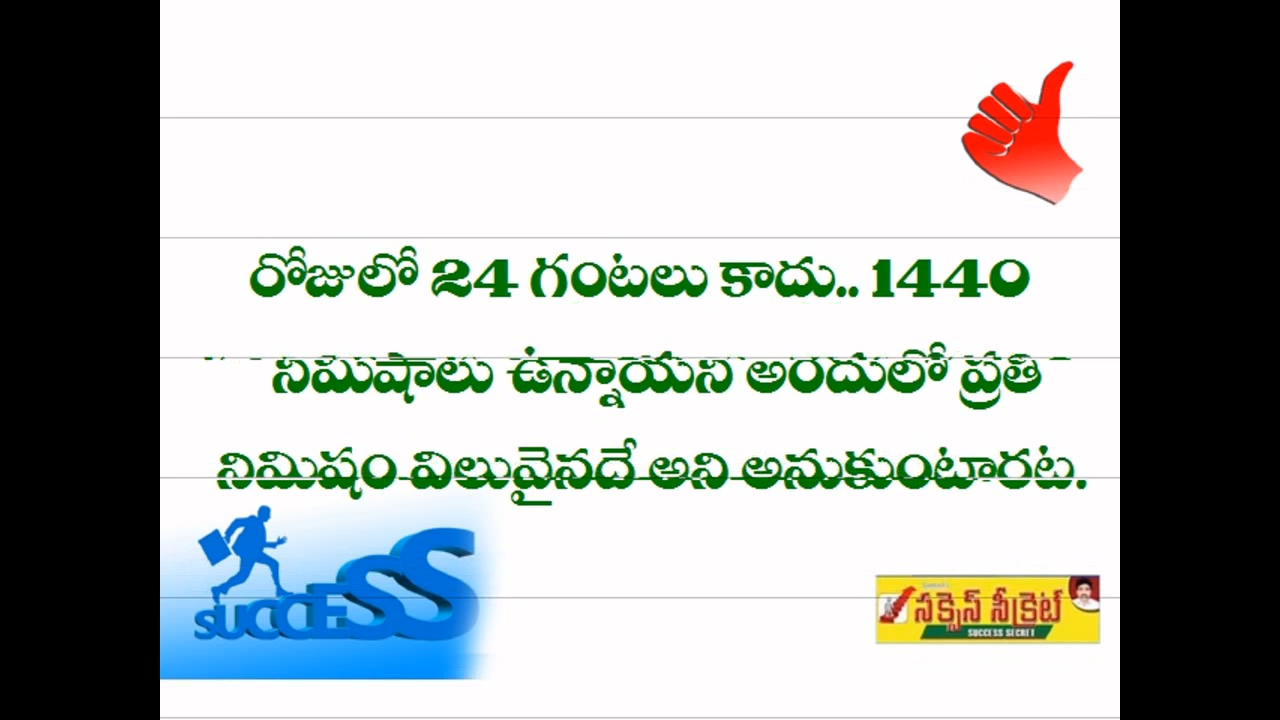 రోజులో 24 గంటలు కాదు.. 1440
నిమిషాలు ఉన్నాయని అందులో ప్రతి
నిమిషం విలువైనదే అని అనుకుంటారట.
SUCCESS
సక్సెస్ సీక్రెట్
SUCCESS SECRET